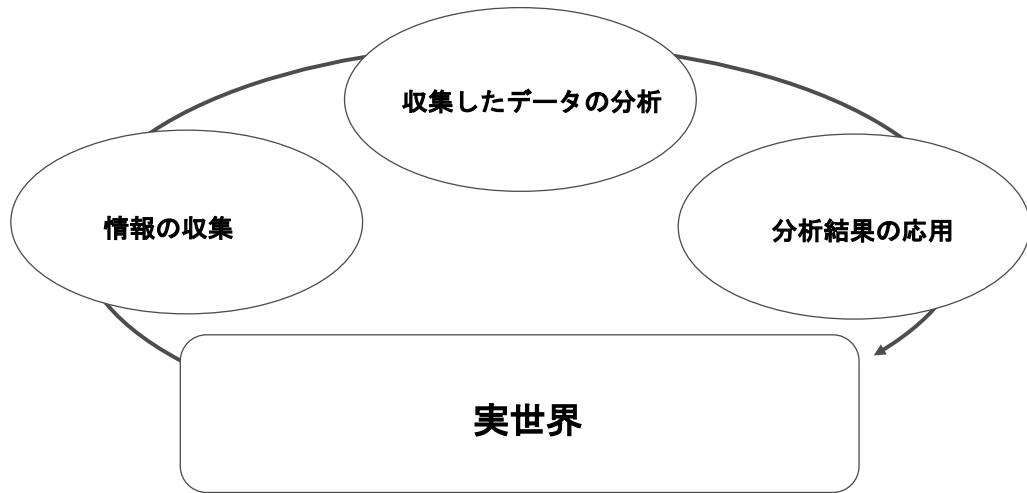 収集したデータの分析
情報の収集
分析結果の応用
実世界